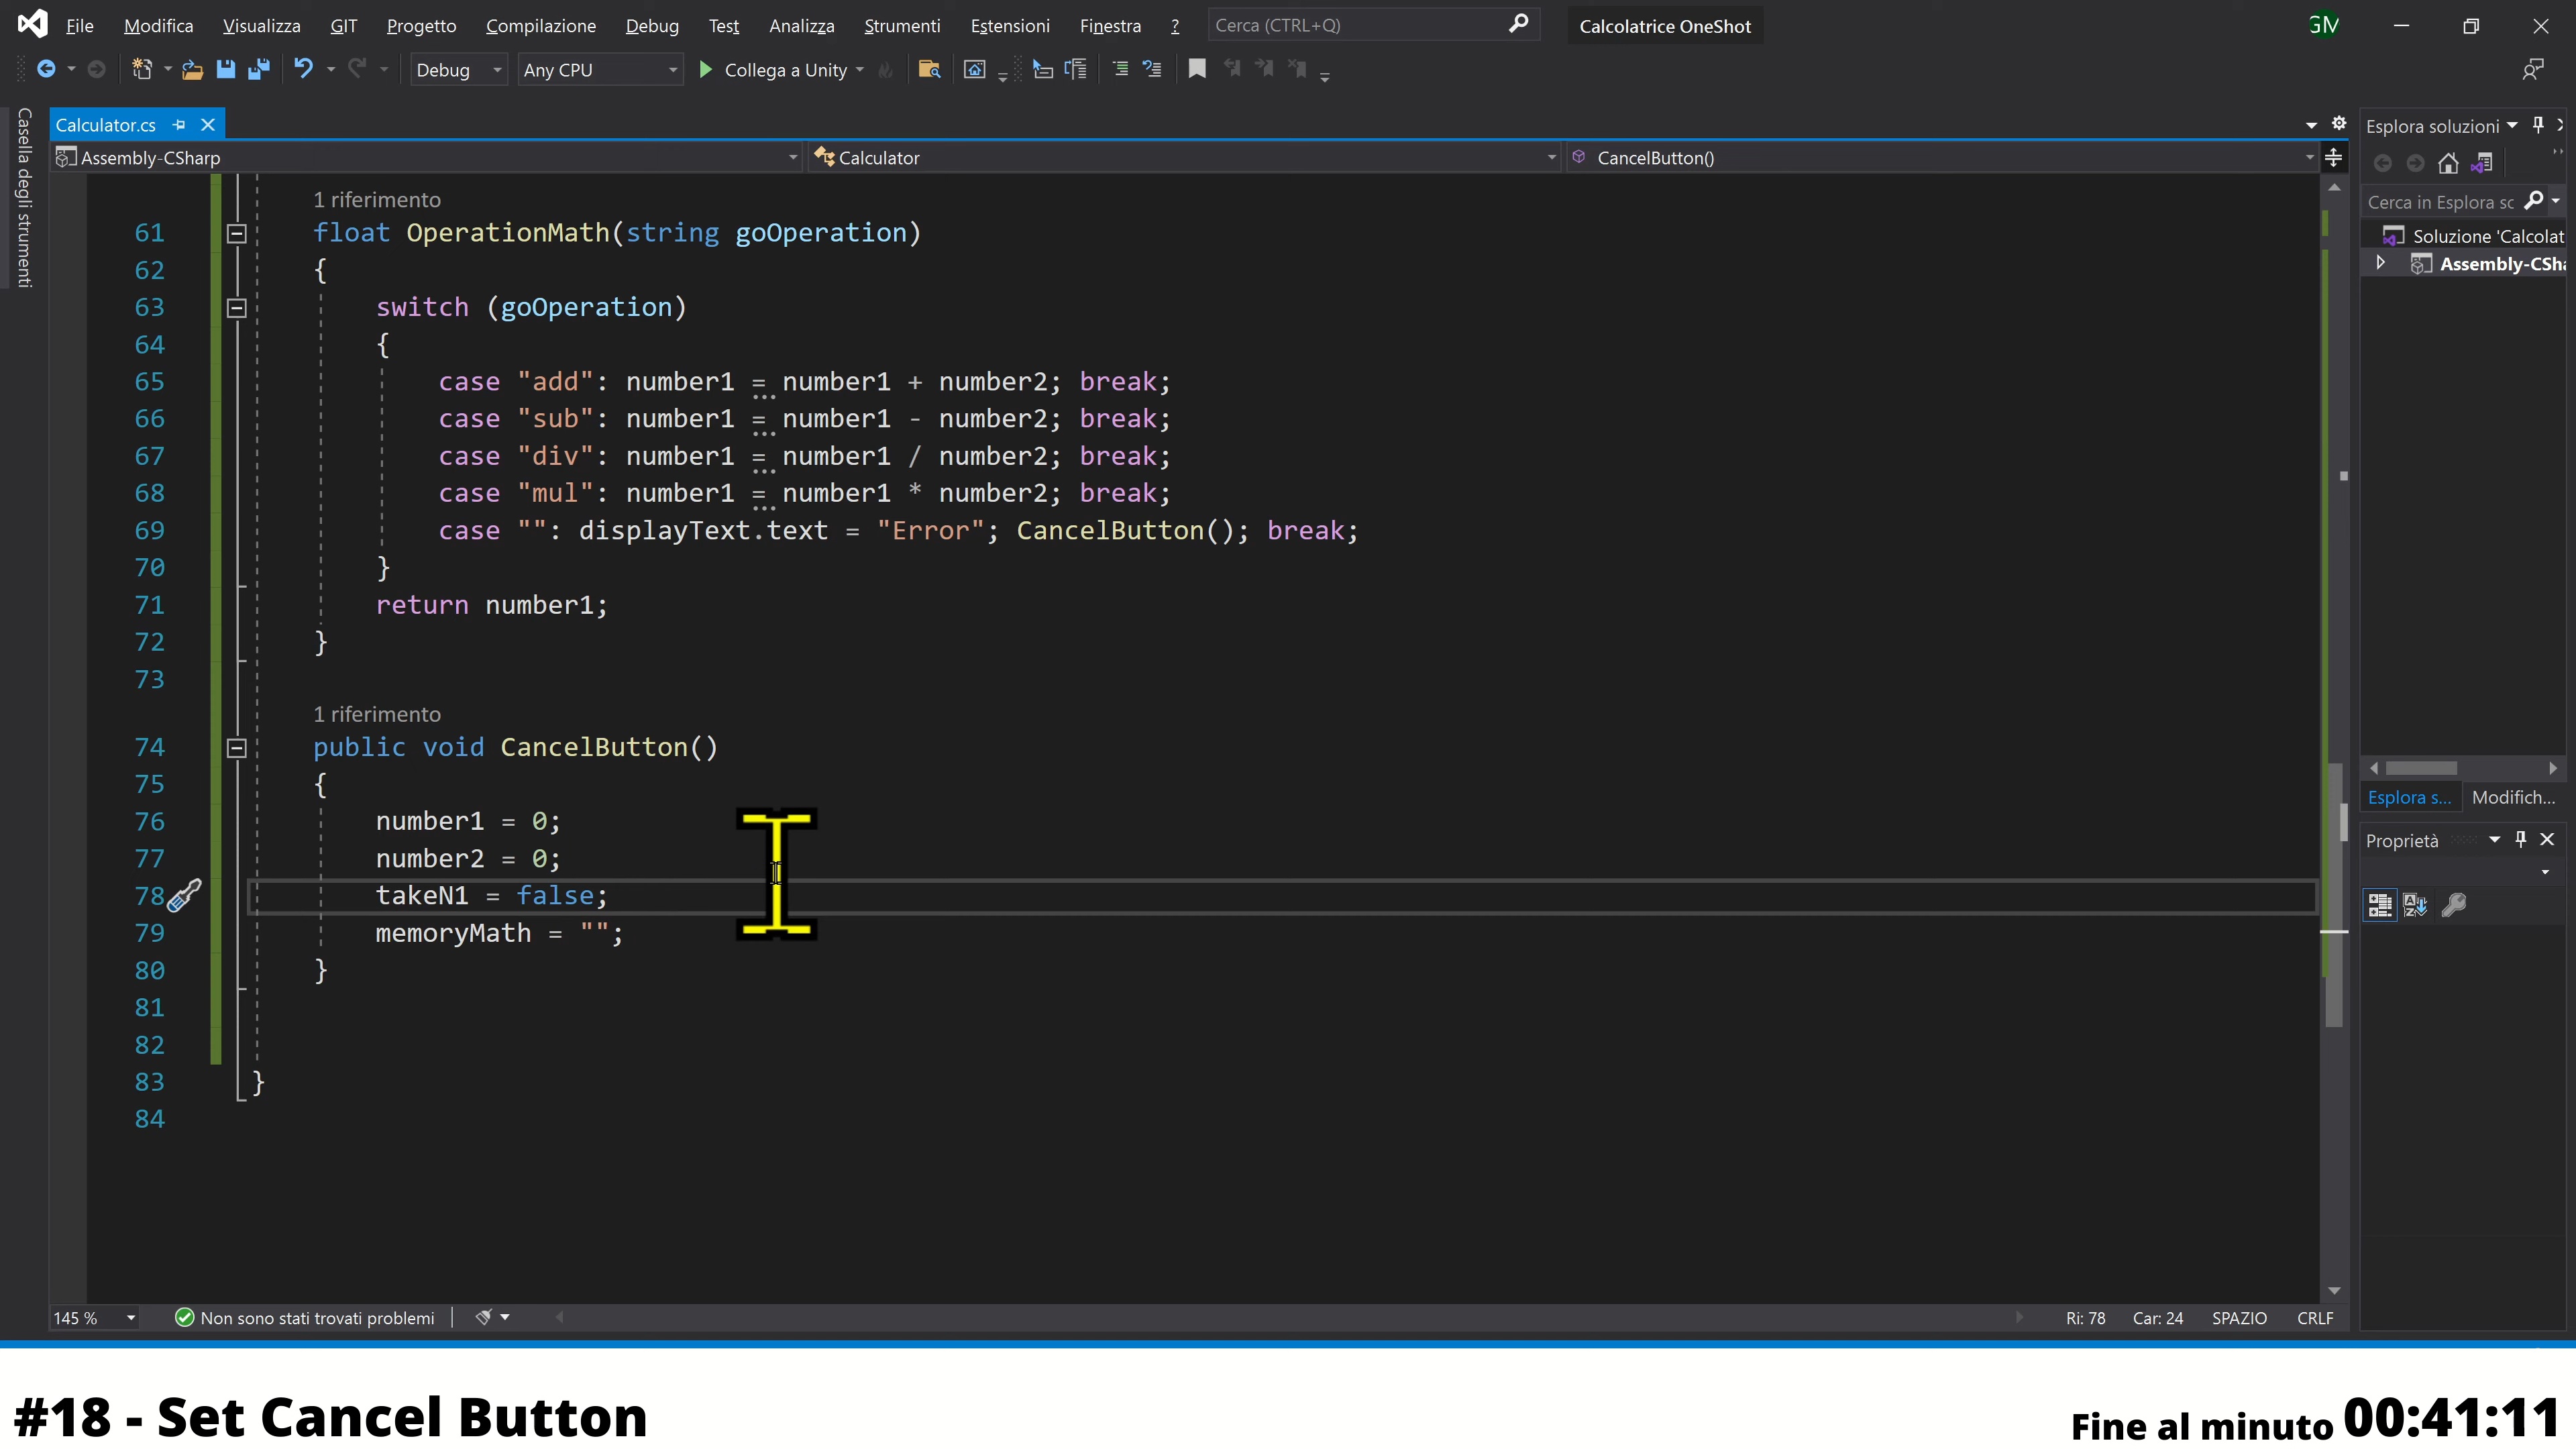 File Modifica Visualizza GIT Progetto Compilazione Debug Test Analizza Strumenti Estensioni Finestra ? Cerca (CTRL+Q) Calcolatrice OneShot GM
Debug Any CPU Collega a Unity
Casella degli strumenti
Calculator.cs
Esplora soluzioni
Assembly-CSharp Calculator CancelButton()
Cerca in Esplora sc
Soluzione 'Calcolat
Assembly-CSha
1 riferimento
61 float OperationMath(string goOperation)
62 {
63 switch (goOperation)
64 {
65 case "add": number1 = number1 + number2; break;
66 case "sub": number1 = number1 - number2; break;
67 case "div": number1 = number1 / number2; break;
68 case "mul": number1 = number1 * number2; break;
69 case "": displayText.text = "Error"; CancelButton(); break;
70 }
71 return number1;
72 }
73
1 riferimento
74 public void CancelButton()
75 {
76 number1 = 0;
77 number2 = 0;
78 takeN1 = false;
79 memoryMath = "";
80 }
81
82
83 }
84
Esplora s... Modifich...
Proprietà
145 % Non sono stati trovati problemi Ri: 78 Car: 24 SPAZIO CRLF
#18 - Set Cancel Button
Fine al minuto 00:41:11